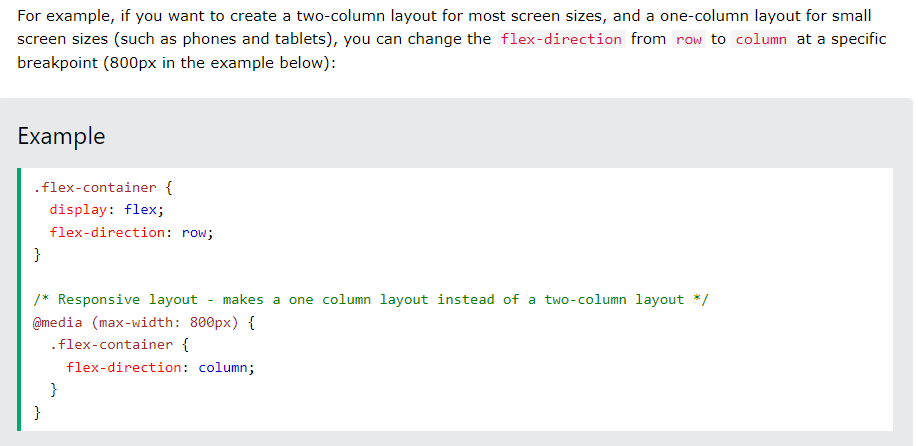 For example, if you want to create a two-column layout for most screen sizes, and a one-column layout for small
screen sizes (such as phones and tablets), you can change the flex-direction from row to column at a specific
breakpoint (800px in the example below):
Example
.flex-container {
  display: flex;
  flex-direction: row;
}
/* Responsive layout - makes a one column layout instead of a two-column layout */
@media (max-width: 800px) {
  .flex-container {
    flex-direction: column;
  }
}